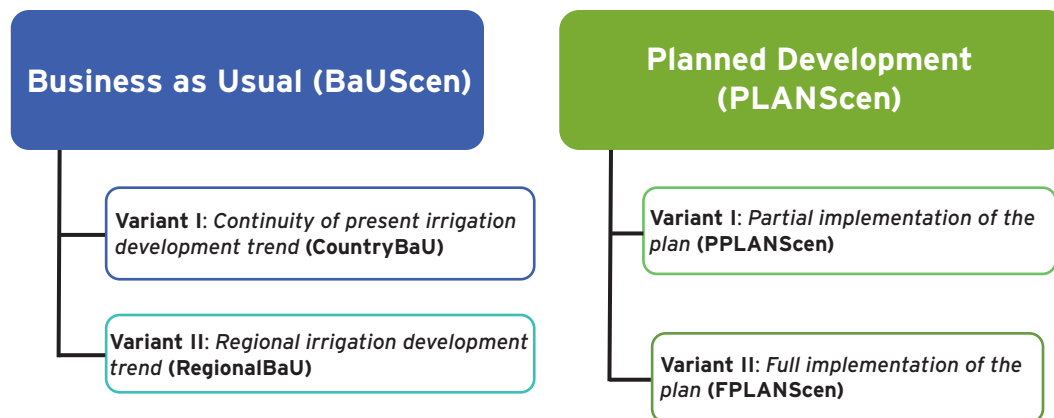 Business as Usual (BaUScen)
Variant I: Continuity of present irrigation
development trend (CountryBaU)
Variant II: Regional irrigation development
trend (RegionalBaU)
Planned Development
(PLANScen)
Variant I: Partial implementation of the
plan (PPLANScen)
Variant II: Full implementation of the
plan (FPLANScen)